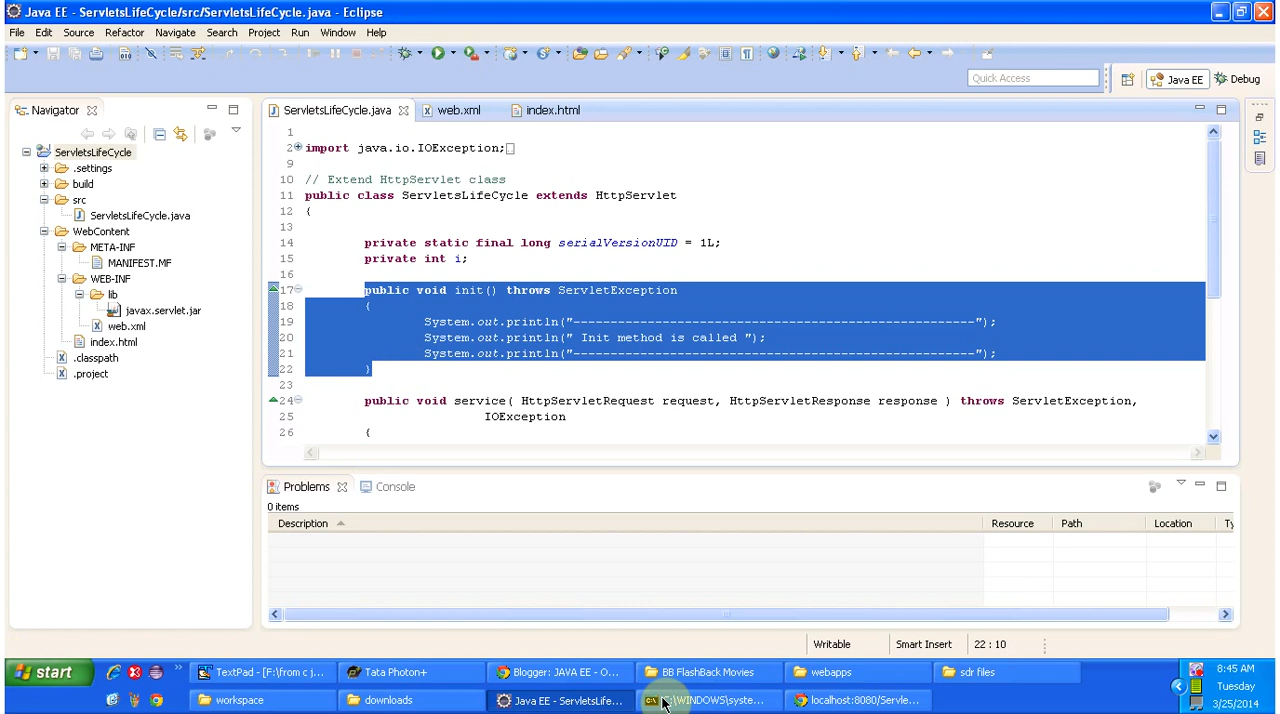 Java EE - ServletsLifeCycle/src/ServletsLifeCycle.java - Eclipse
File Edit Source Refactor Navigate Search Project Run Window Help
Quick Access
Java EE
Debug
Navigator
ServletsLifeCycle
.settings
build
src
ServletsLifeCycle.java
WebContent
META-INF
MANIFEST.MF
WEB-INF
lib
javax.servlet.jar
web.xml
index.html
.classpath
.project
ServletsLifeCycle.java web.xml index.html
1
2 import java.io.IOException;
9
10 // Extend HttpServlet class
11 public class ServletsLifeCycle extends HttpServlet
12 {
13
14 private static final long serialVersionUID = 1L;
15 private int i;
16
17 public void init() throws ServletException
18 {
19 System.out.println("------------------------------------------------------");
20 System.out.println(" Init method is called ");
21 System.out.println("------------------------------------------------------");
22 }
23
24 public void service( HttpServletRequest request, HttpServletResponse response ) throws ServletException,
25 IOException
26 {
Problems Console
0 items
Description Resource Path Location Ty
Writable Smart Insert 22 : 10
start
TextPad - [F:\from c j... Tata Photon+ Blogger: JAVA EE - O... BB FlashBack Movies webapps sdr files
workspace downloads Java EE - ServletsLife... \WINDOWS\syste... localhost:8080/Servle...
8:45 AM
Tuesday
3/25/2014